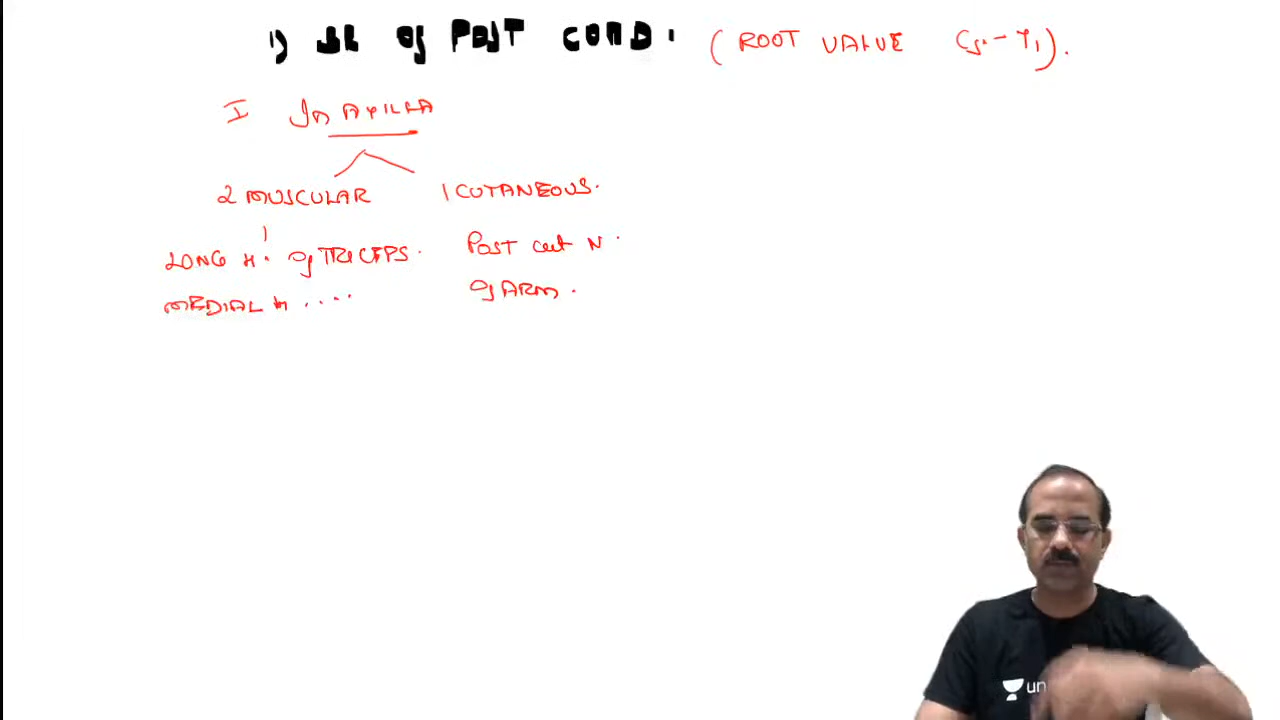 1) Br of POST CORD: (ROOT VALUE C5-T1).
I In AXILLA
2 MUSCULAR 1 CUTANEOUS.
LONG H. of TRICEPS. Post cut N.
MEDIAL H .... of ARM.
un